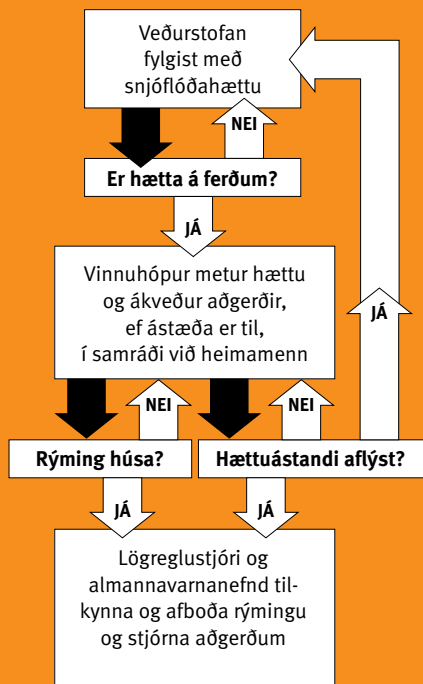 Veðurstofan
fylgist með
snjóflóðahættu
NEI
Er hætta á ferðum?
JÁ
Vinnuhópur metur hættu
og ákveður aðgerðir,
ef ástæða er til,
í samráði við heimamenn
JÁ
NEI
NEI
Rýming húsa?
Hættuástandi aflýst?
JÁ
JÁ
Lögreglustjóri og
almannavarnanefnd til-
kynna og afboða rýmingu
og stjórna aðgerðum